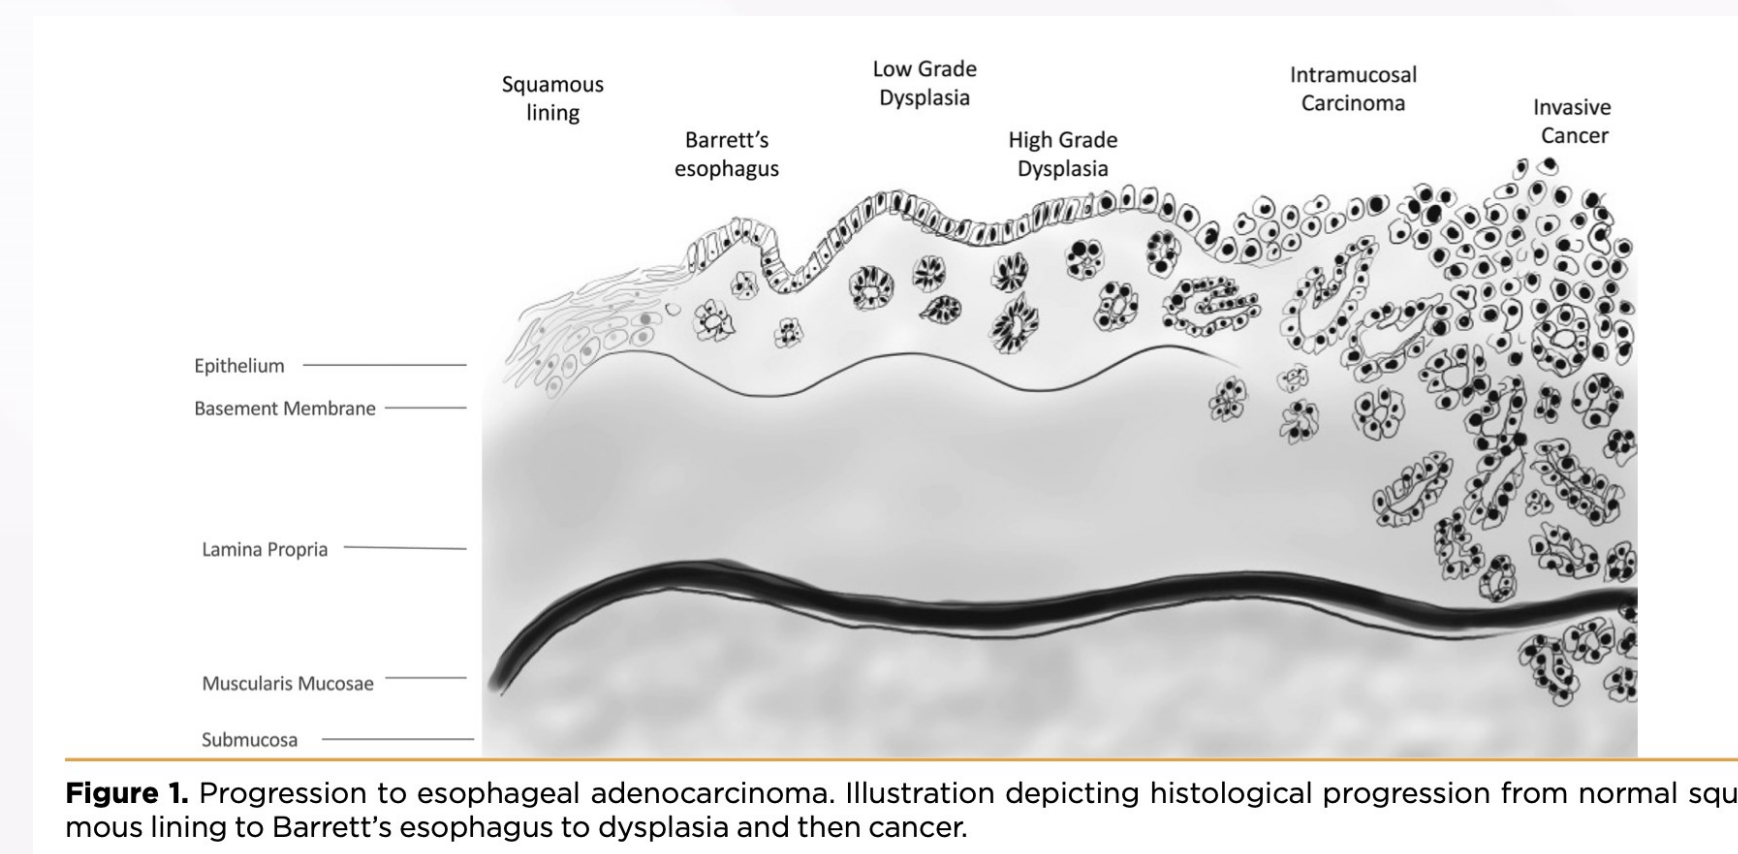 Squamous
lining
Barrett's
esophagus
Low Grade
Dysplasia
High Grade
Dysplasia
Intramucosal
Carcinoma
Invasive
Cancer
Epithelium
Basement Membrane
Lamina Propria
Muscularis Mucosae
Submucosa
Figure 1. Progression to esophageal adenocarcinoma. Illustration depicting histological progression from normal squ
mous lining to Barrett's esophagus to dysplasia and then cancer.